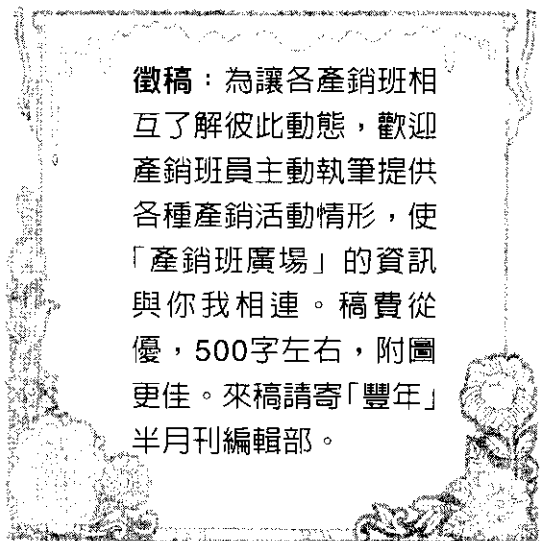 徵稿：為讓各產銷班相
互了解彼此動態，歡迎
產銷班員主動執筆提供
各種產銷活動情形，使
「產銷班廣場」的資訊
與你我相連。稿費從
優，500字左右，附圖
更佳。來稿請寄「豐年」
半月刊編輯部。